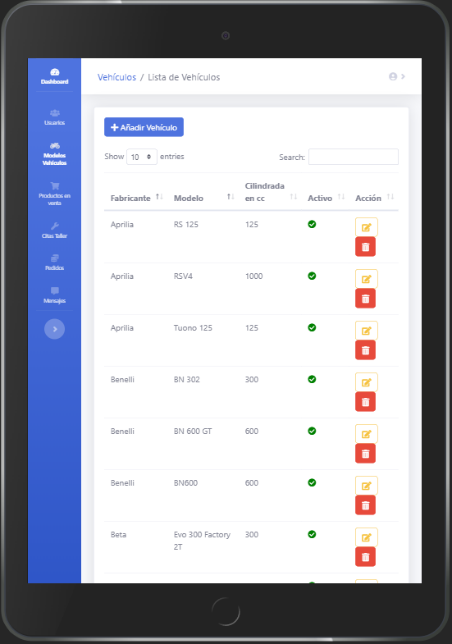 Dashboard
Usuarios
Modelos
Vehículos
Productos en
venta
Citas Taller
Pedidos
Mensajes
Vehículos / Lista de Vehículos
+ Añadir Vehículo
Show 10 entries
Search:
Fabricante Modelo Cilindrada en cc Activo Acción
Aprilia RS 125 125
Aprilia RSV4 1000
Aprilia Tuono 125 125
Benelli BN 302 300
Benelli BN 600 GT 600
Benelli BN600 600
Beta Evo 300 Factory 300
2T